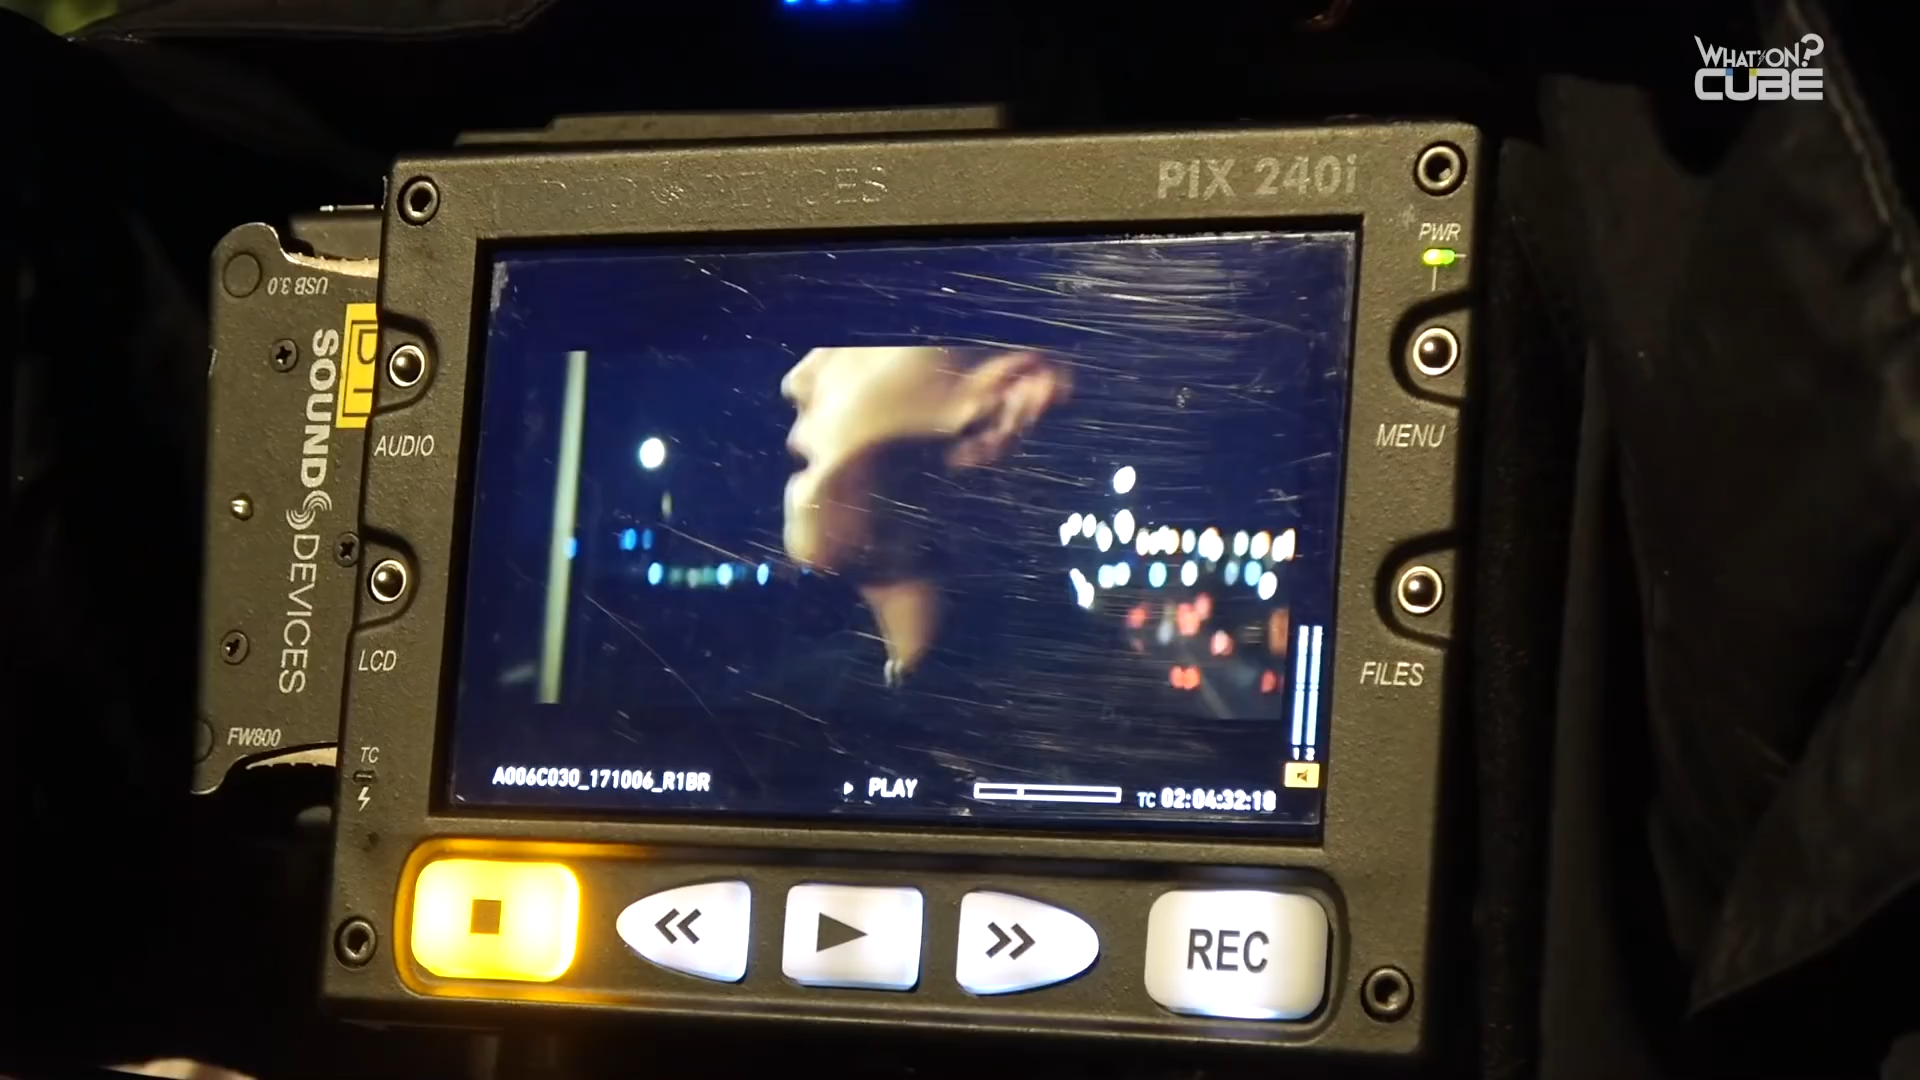 WHAT'S ON?
CUBE
PIX 240i
PWR
USB 3.0
SOUND DEVICES
AUDIO
MENU
LCD
FILES
FW800
TC
1 2
A006C030_171006_R1BR
PLAY
TC 02:04:32:18
REC